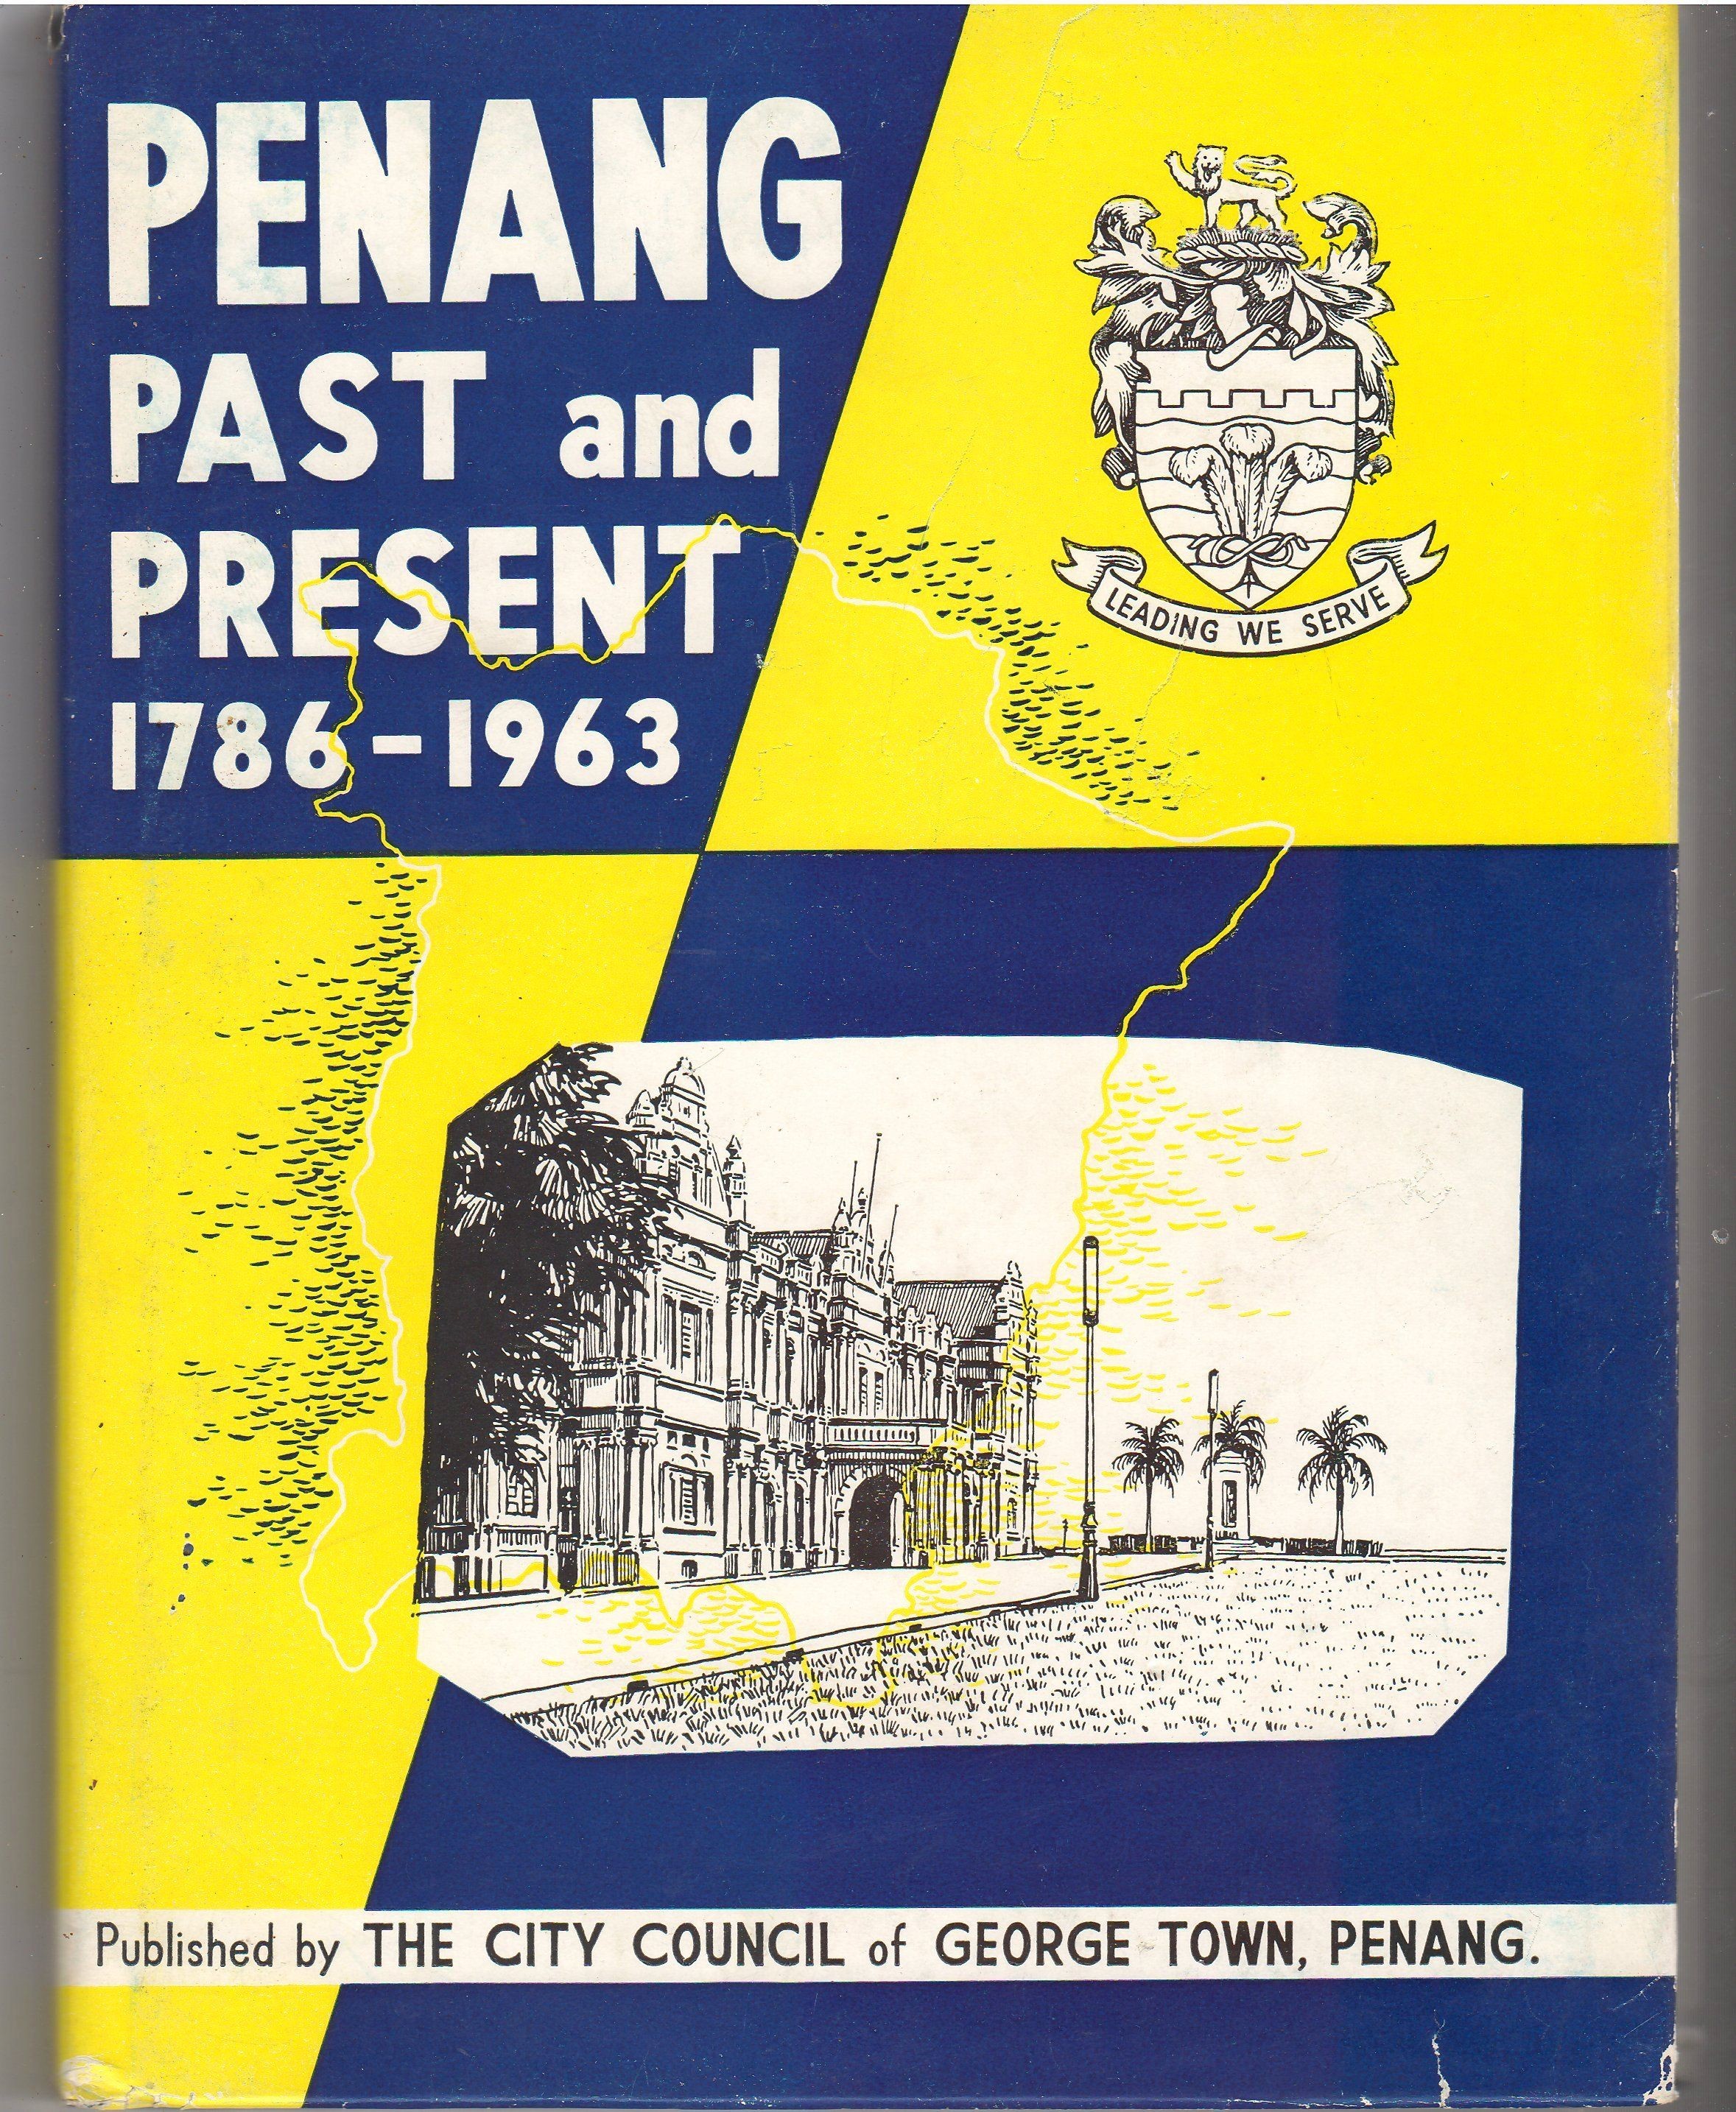 PENANG
PAST and
PRESENT
1786-1963
LEADING WE SERVE
Published by THE CITY COUNCIL of GEORGE TOWN, PENANG.